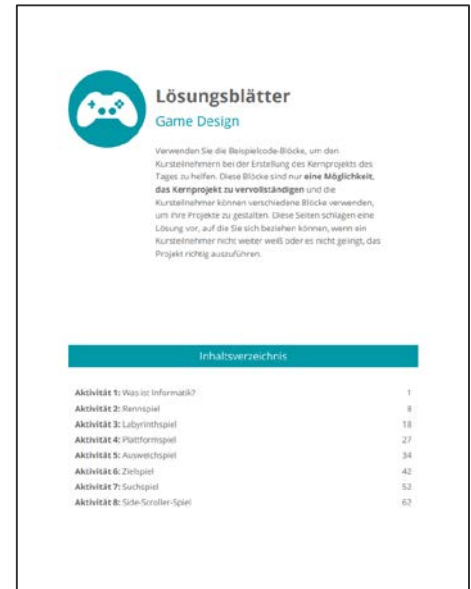 Lösungsblätter
Game Design
Verwenden Sie die Beispielcode-Blöcke, um den
Kursteilnehmern bei der Erstellung des Kernprojekts des
Tages zu helfen. Diese Blöcke sind nur eine Möglichkeit,
das Kernprojekt zu vervollständigen und die
Kursteilnehmer können verschiedene Blöcke verwenden,
um ihre Projekte zu gestalten. Diese Seiten schlagen eine
Lösung vor, auf die Sie sich beziehen können, wenn ein
Kursteilnehmer nicht weiter weiß oder es nicht gelingt, das
Projekt richtig auszuführen.
Inhaltsverzeichnis
Aktivität 1: Was ist Informatik? 1
Aktivität 2: Rennspiel 8
Aktivität 3: Labyrinthspiel 18
Aktivität 4: Plattformspiel 27
Aktivität 5: Ausweichspiel 34
Aktivität 6: Zielspiel 42
Aktivität 7: Suchspiel 52
Aktivität 8: Side-Scroller-Spiel 62